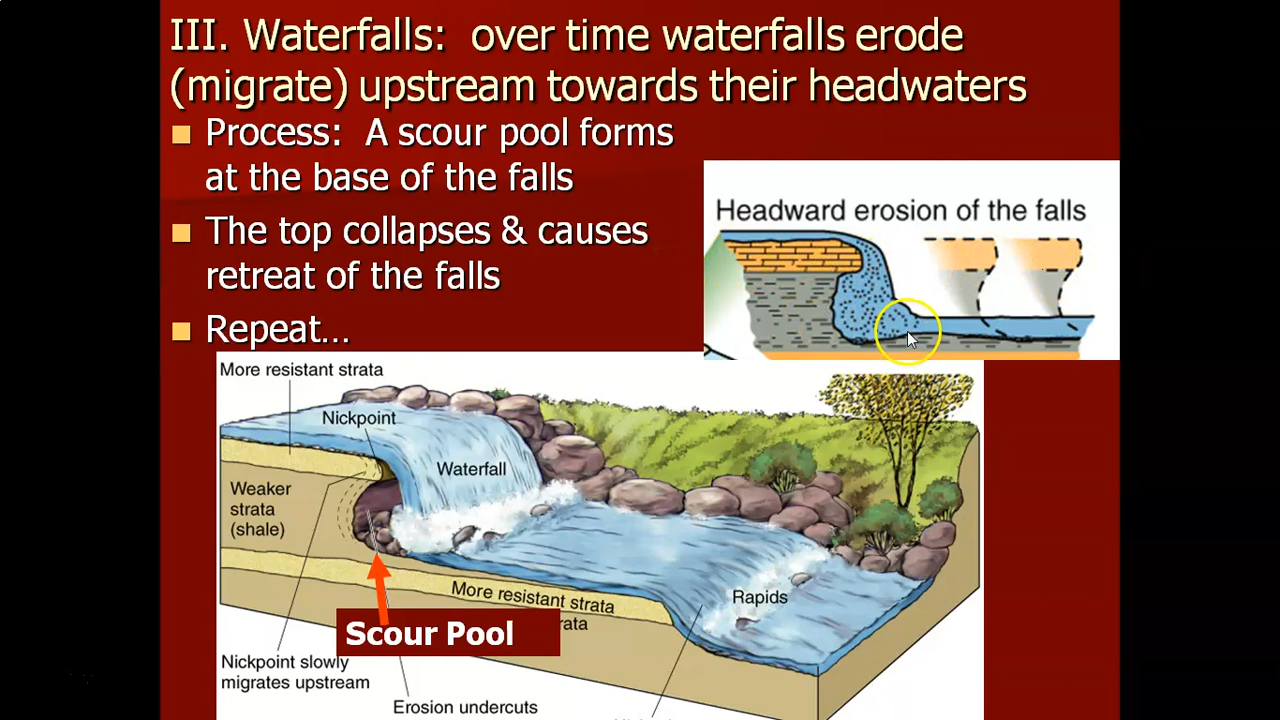 III. Waterfalls: over time waterfalls erode
(migrate) upstream towards their headwaters
Process: A scour pool forms
at the base of the falls
The top collapses & causes
retreat of the falls
Repeat…
Headward erosion of the falls
More resistant strata
Nickpoint
Waterfall
Weaker
strata
(shale)
More resistant strata
Rapids
Scour Pool
Nickpoint slowly
migrates upstream
Erosion undercuts